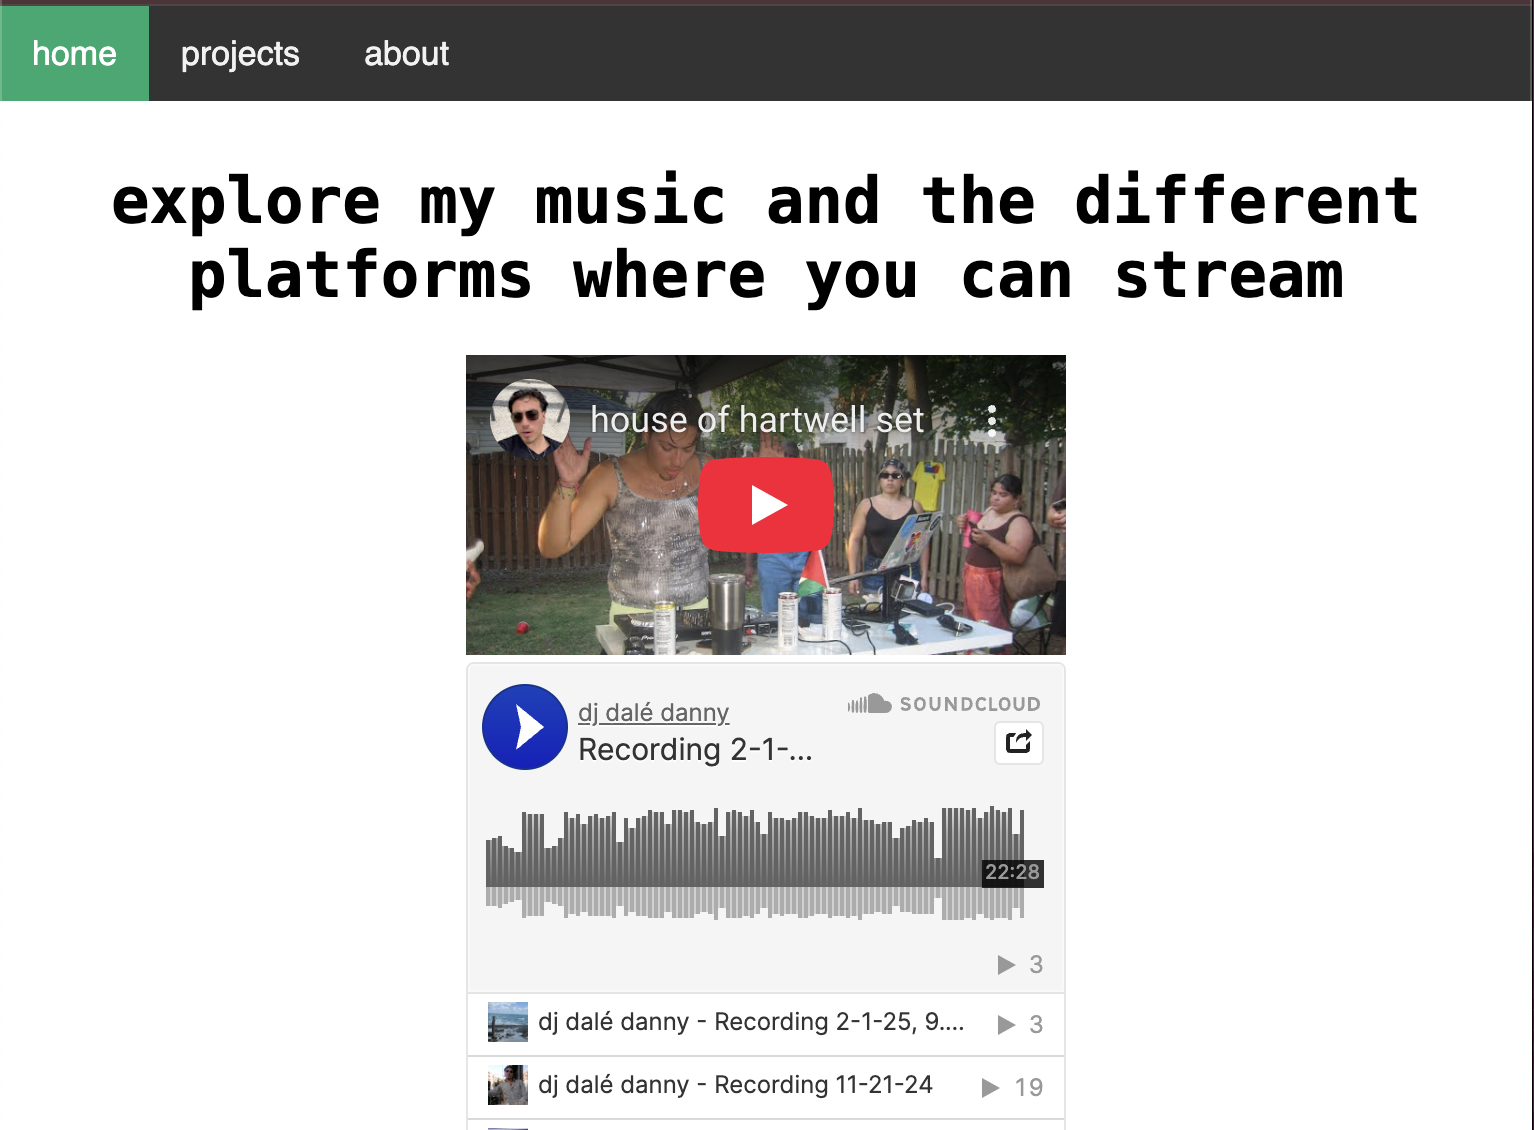 home projects about
explore my music and the different
platforms where you can stream
house of hartwell set
dj dalé danny
SOUNDCLOUD
Recording 2-1-...
22:28
3
dj dalé danny - Recording 2-1-25, 9.... 3
dj dalé danny - Recording 11-21-24 19